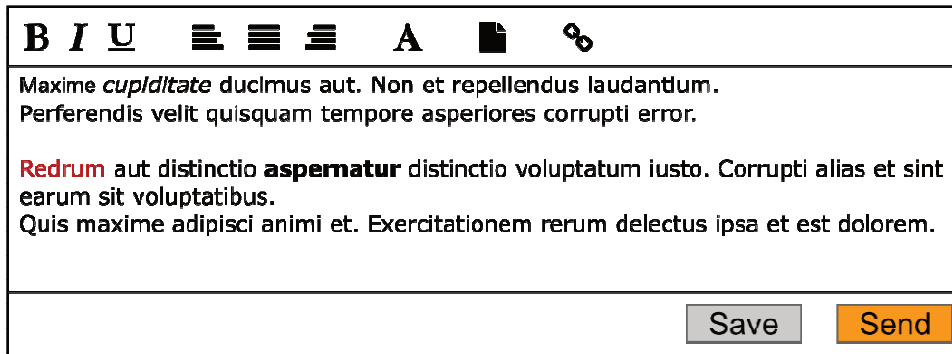 B I U A
Maxime cupiditate ducimus aut. Non et repellendus laudantium.
Perferendis velit quisquam tempore asperiores corrupti error.
Redrum aut distinctio aspernatur distinctio voluptatum iusto. Corrupti alias et sint
earum sit voluptatibus.
Quis maxime adipisci animi et. Exercitationem rerum delectus ipsa et est dolorem.
Save Send